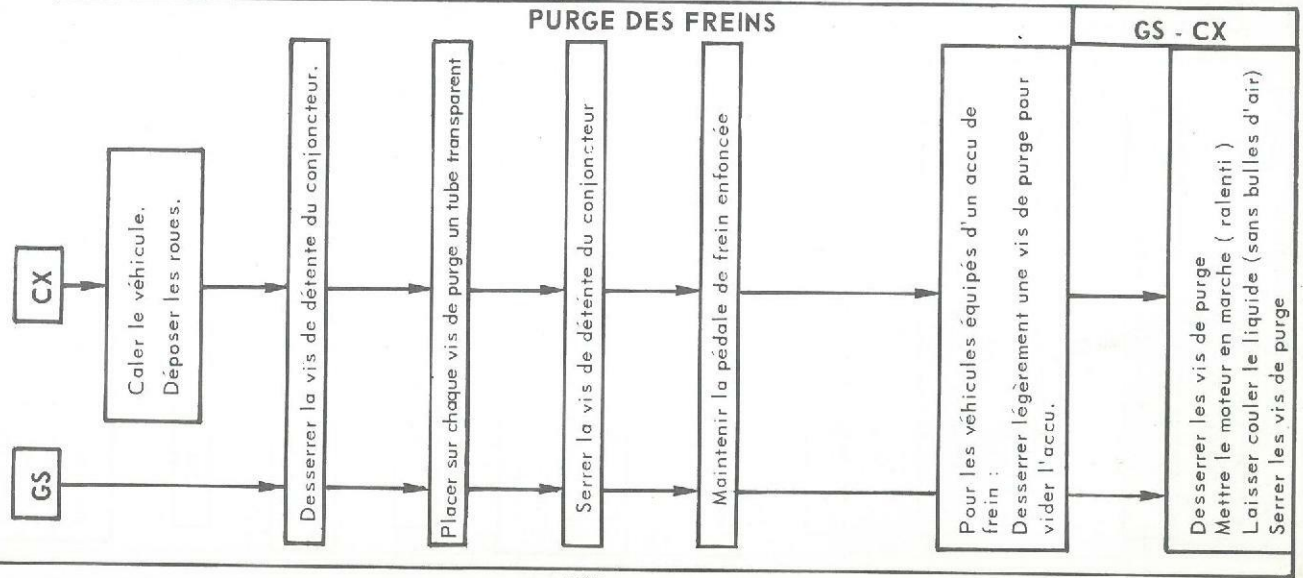 PURGE DES FREINS
GS - CX
GS
CX
Caler le véhicule.
Déposer les roues.
Desserrer la vis de détente du conjoncteur.
Placer sur chaque vis de purge un tube transparent
Serrer la vis de détente du conjoncteur
Maintenir la pédale de frein enfoncée
Pour les véhicules équipés d'un accu de
frein :
Desserrer légèrement une vis de purge pour
vider l'accu.
Desserrer les vis de purge
Mettre le moteur en marche ( ralenti )
Laisser couler le liquide (sans bulles d'air)
Serrer les vis de purge